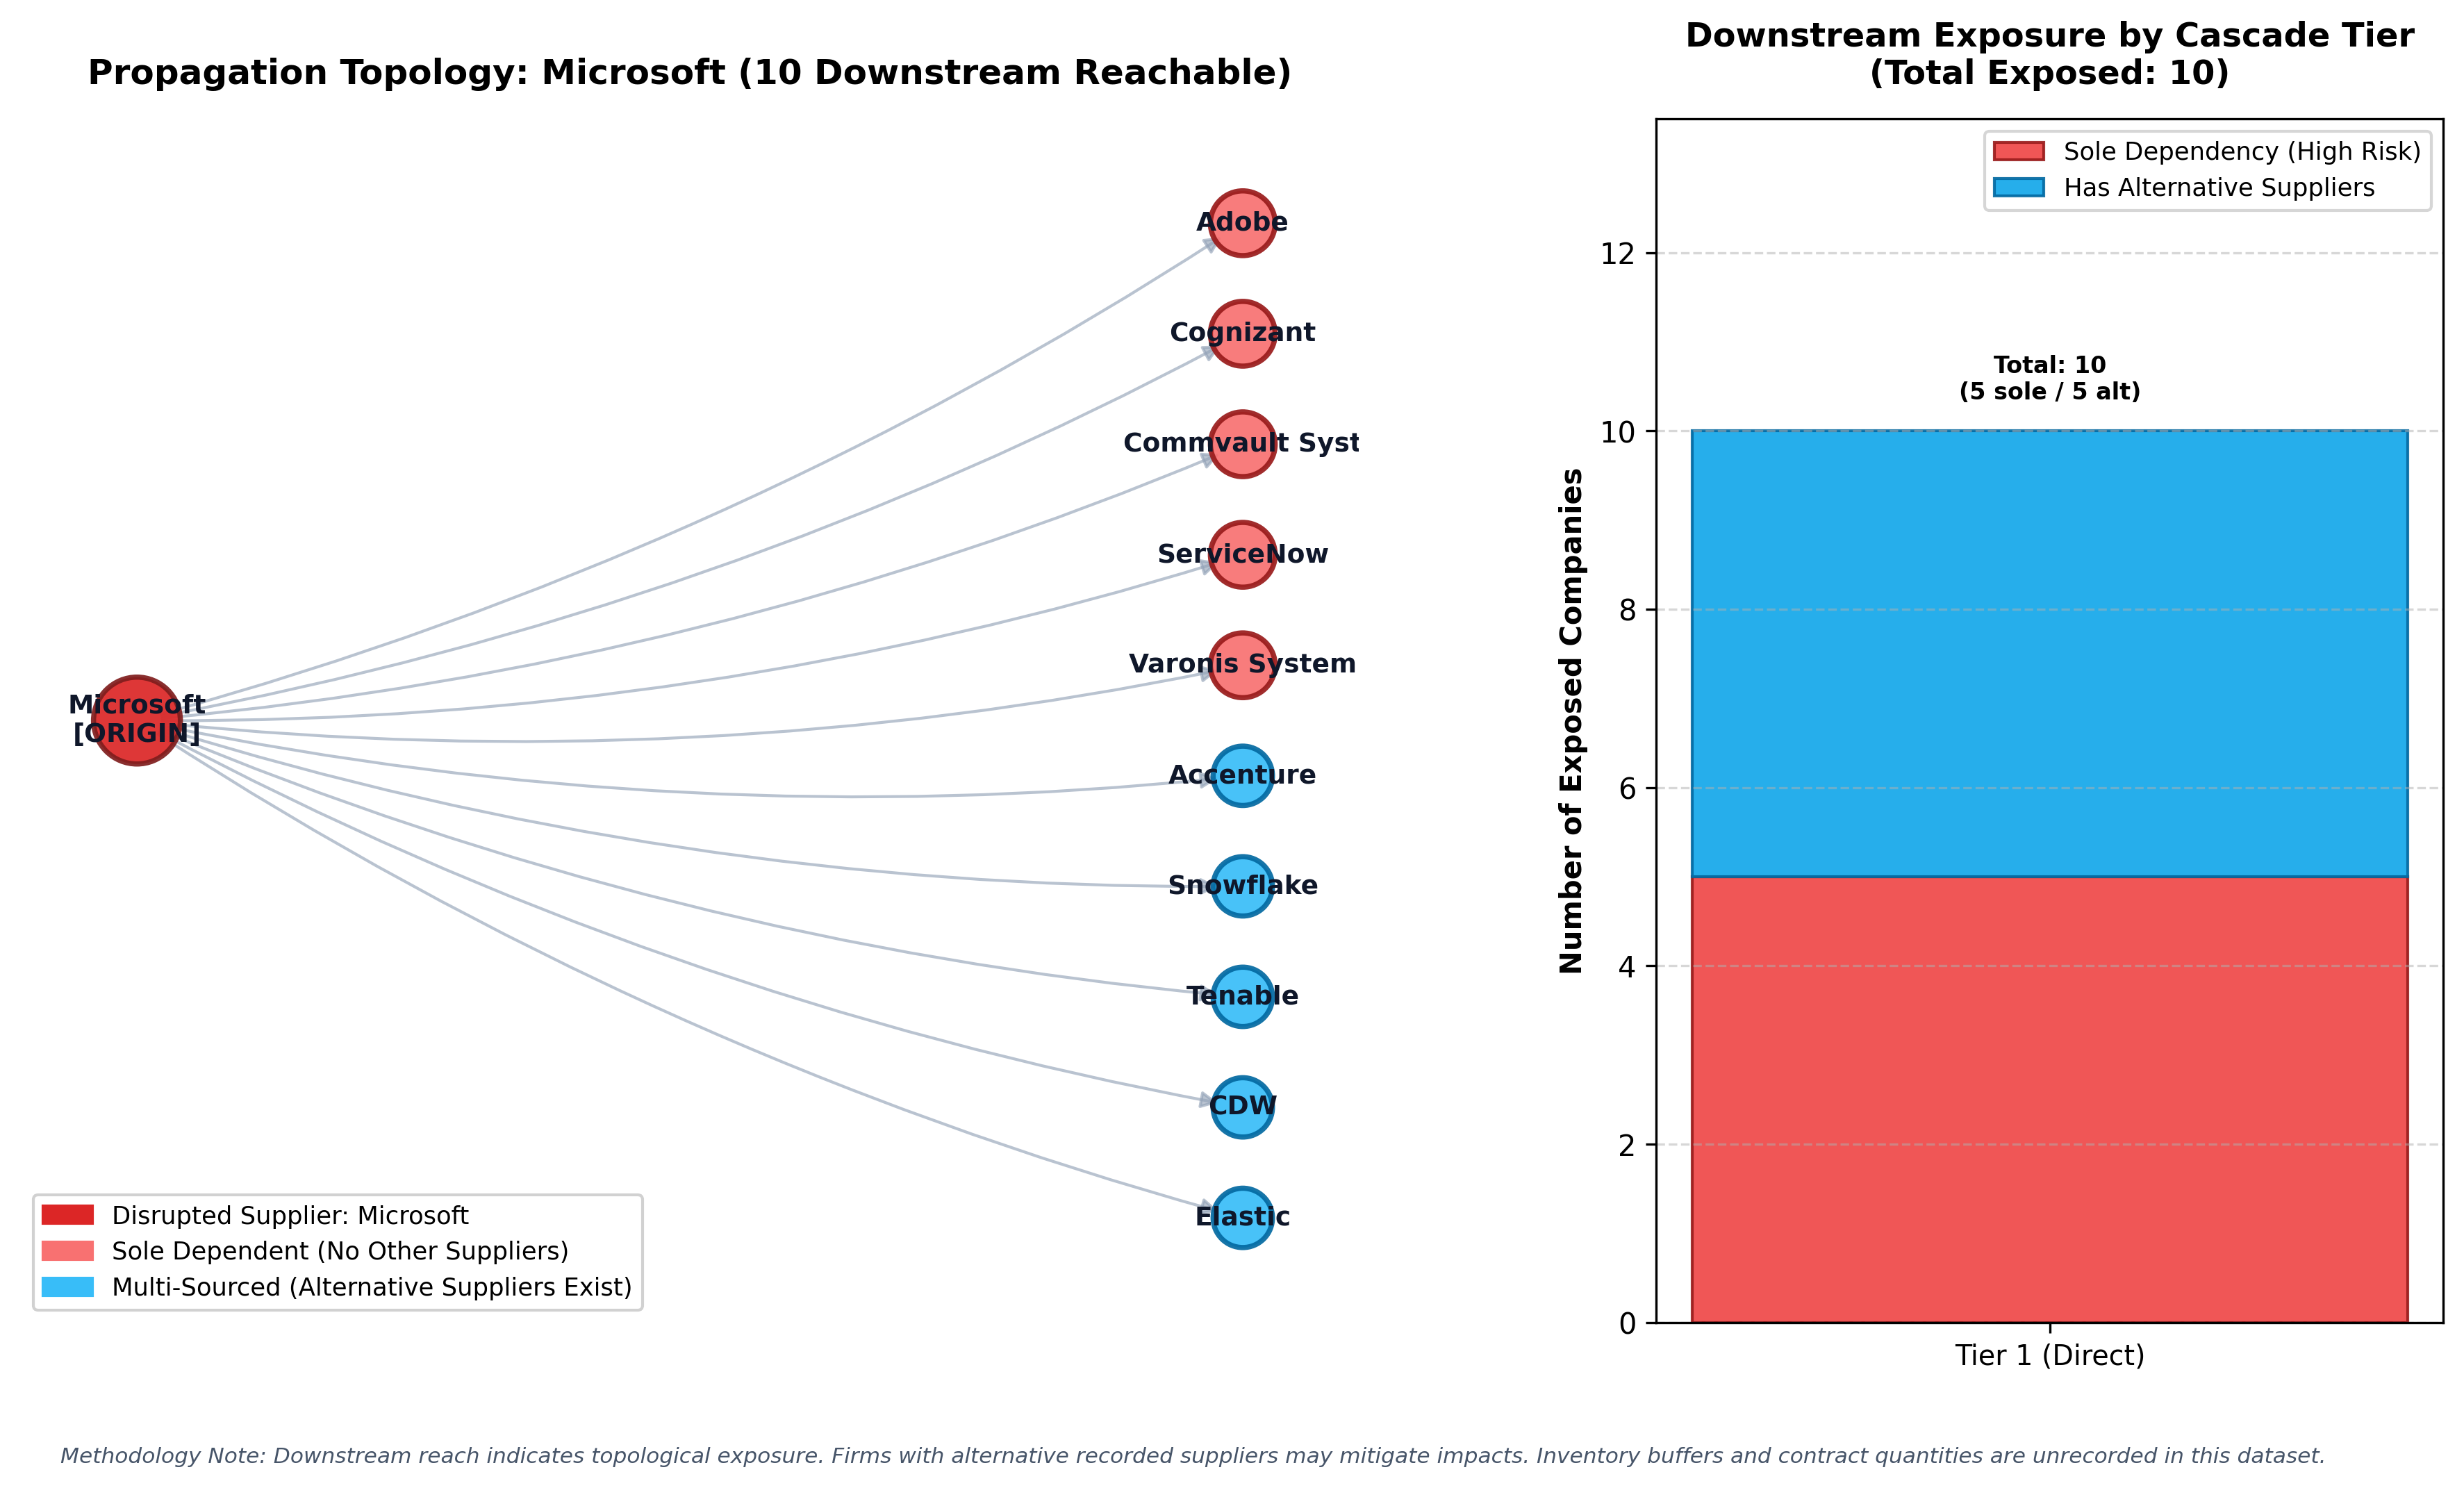 Propagation Topology: Microsoft (10 Downstream Reachable)
Adobe
Cognizant
Commvault Syst
ServiceNow
Varonis System
Microsoft
[ORIGIN]
Accenture
Snowflake
Tenable
CDW
Elastic
Disrupted Supplier: Microsoft
Sole Dependent (No Other Suppliers)
Multi-Sourced (Alternative Suppliers Exist)
Downstream Exposure by Cascade Tier
(Total Exposed: 10)
Sole Dependency (High Risk)
Has Alternative Suppliers
Number of Exposed Companies
12
10
8
6
4
2
0
Total: 10
(5 sole / 5 alt)
Tier 1 (Direct)
Methodology Note: Downstream reach indicates topological exposure. Firms with alternative recorded suppliers may mitigate impacts. Inventory buffers and contract quantities are unrecorded in this dataset.